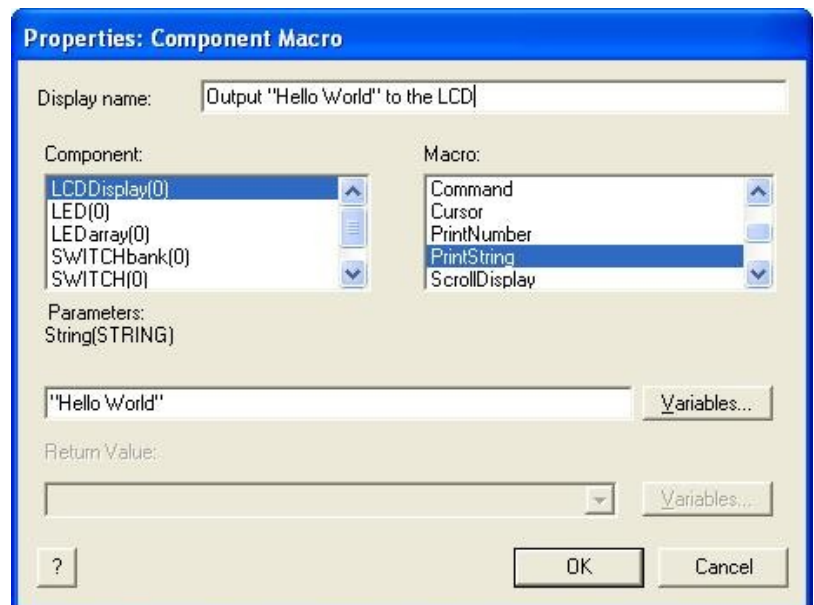 Properties: Component Macro
Display name: Output "Hello World" to the LCD
Component:
LCDDisplay(0)
LED(0)
LEDarray(0)
SWITCHbank(0)
SWITCH(0)
Macro:
Command
Cursor
PrintNumber
PrintString
ScrollDisplay
Parameters:
String(STRING)
"Hello World"
Variables...
Return Value:
Variables...
?
OK
Cancel